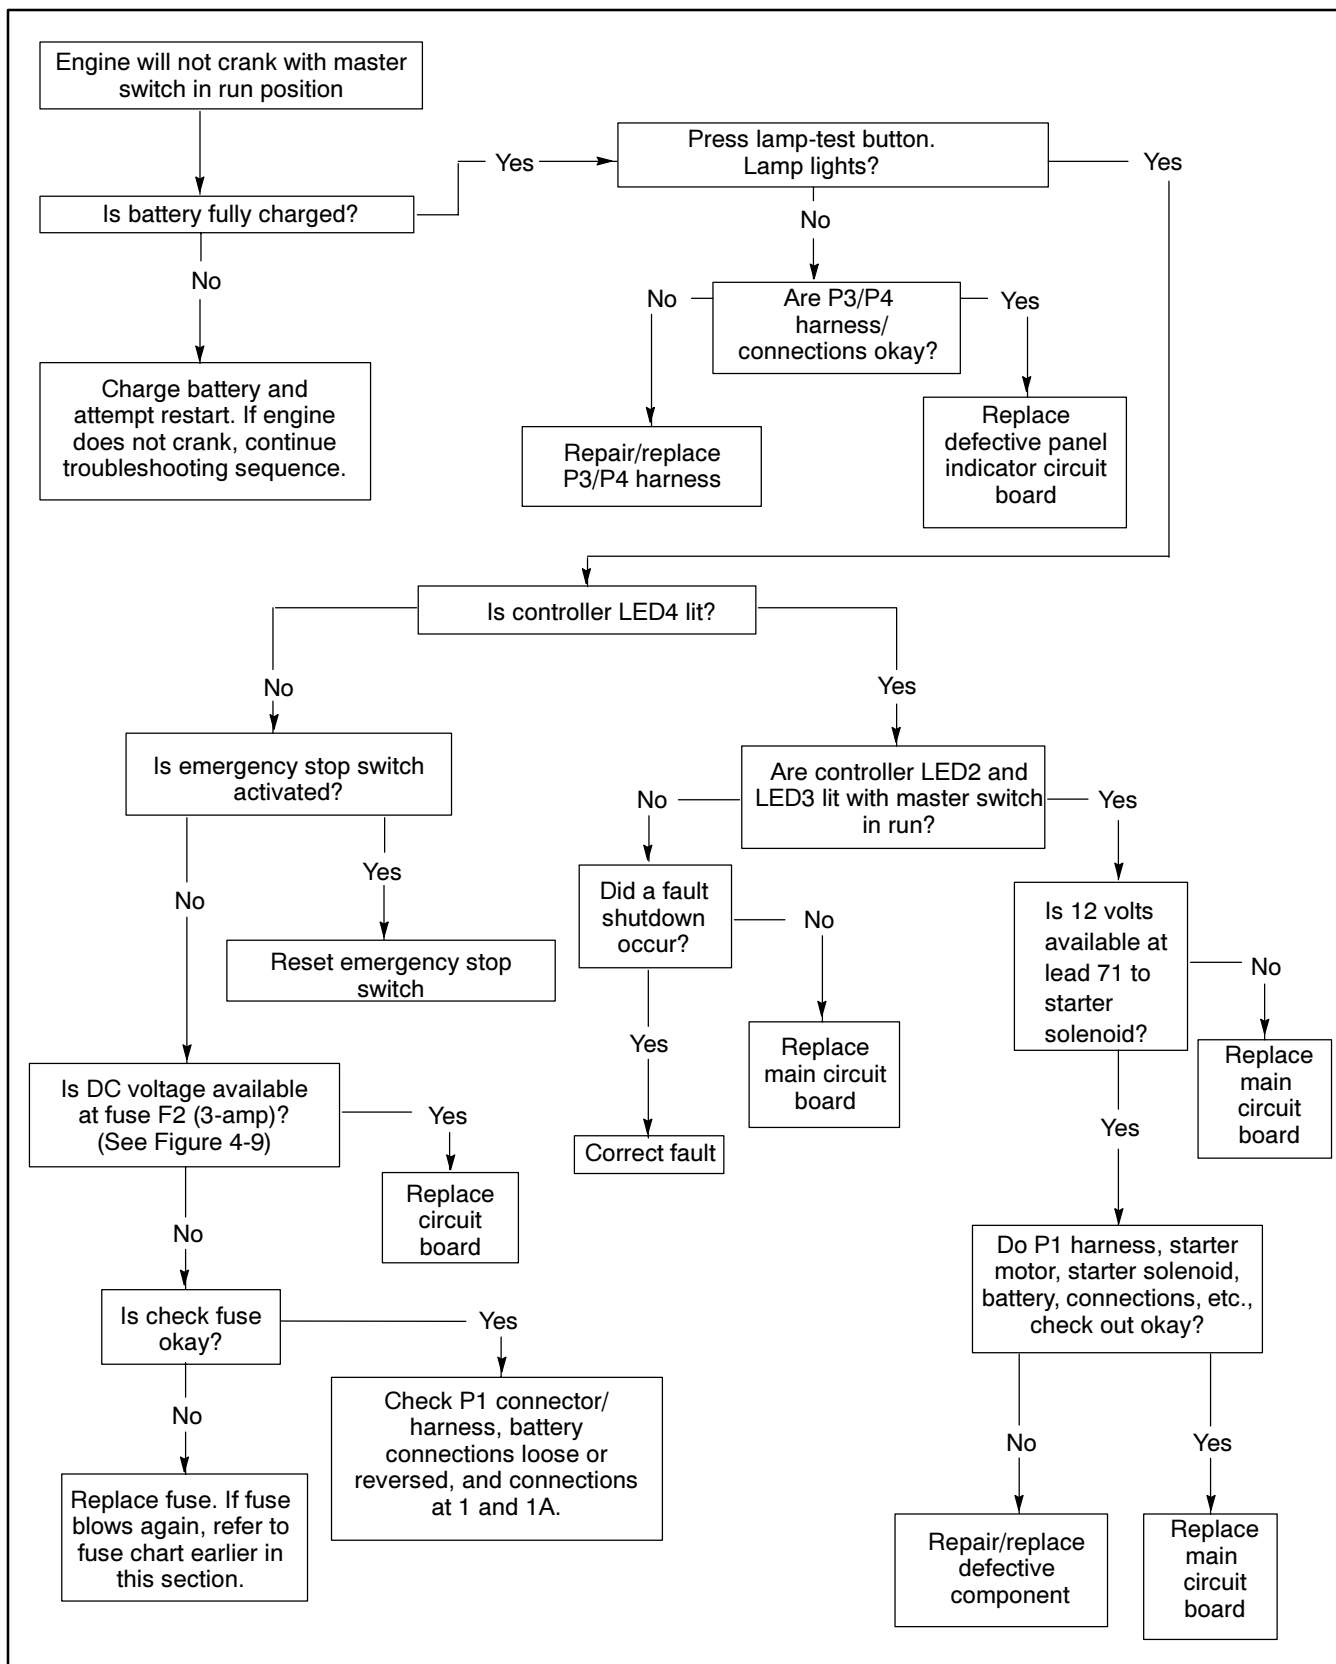 Engine will not crank with master
switch in run position
Press lamp-test button.
Lamp lights?
Yes
Yes
Is battery fully charged?
No
No
Are P3/P4
harness/
connections okay?
No
Yes
Charge battery and
attempt restart. If engine
does not crank, continue
troubleshooting sequence.
Repair/replace
P3/P4 harness
Replace
defective panel
indicator circuit
board
Is controller LED4 lit?
No
Yes
Is emergency stop switch
activated?
Are controller LED2 and
LED3 lit with master switch
in run?
No
Yes
No
Yes
Reset emergency stop
switch
Did a fault
shutdown
occur?
No
Yes
Replace
main circuit
board
Correct fault
Is 12 volts
available at
lead 71 to
starter
solenoid?
No
Replace
main
circuit
board
Yes
Is DC voltage available
at fuse F2 (3-amp)?
(See Figure 4-9)
Yes
Replace
circuit
board
No
Do P1 harness, starter
motor, starter solenoid,
battery, connections, etc.,
check out okay?
Is check fuse
okay?
Yes
Check P1 connector/
harness, battery
connections loose or
reversed, and connections
at 1 and 1A.
No
Replace fuse. If fuse
blows again, refer to
fuse chart earlier in
this section.
No
Yes
Repair/replace
defective
component
Replace
main
circuit
board